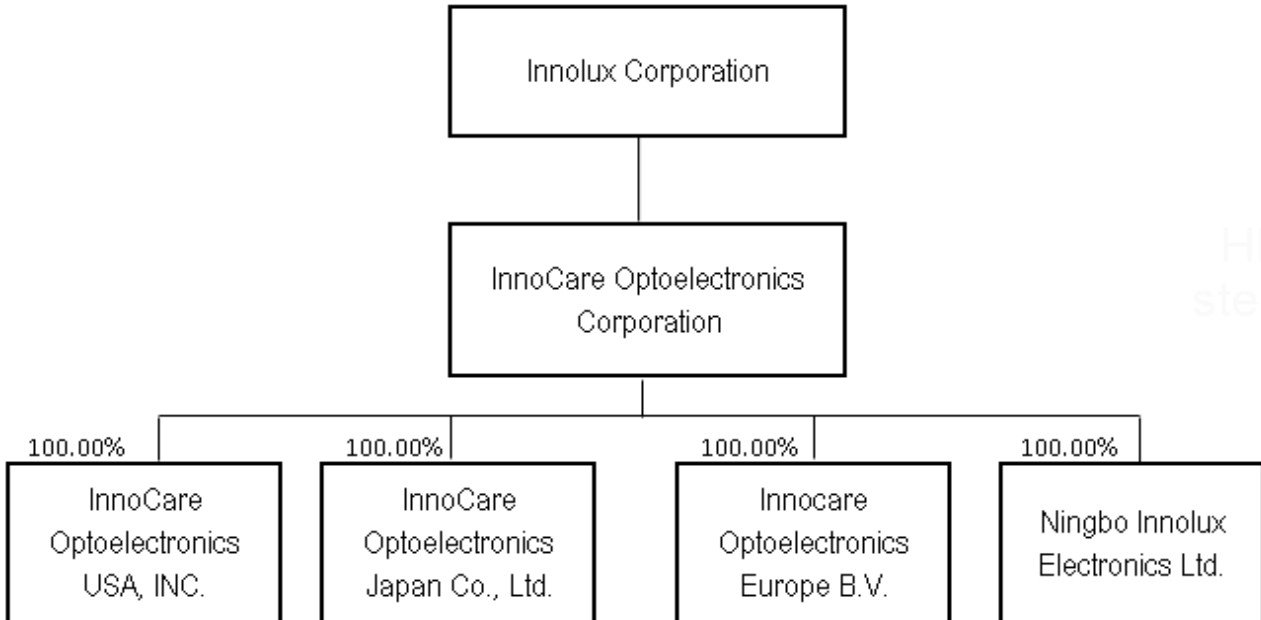 Innolux Corporation
InnoCare Optoelectronics
Corporation
100.00%
100.00%
100.00%
100.00%
InnoCare
Optoelectronics
USA, INC.
InnoCare
Optoelectronics
Japan Co., Ltd.
Innocare
Optoelectronics
Europe B.V.
Ningbo Innolux
Electronics Ltd.